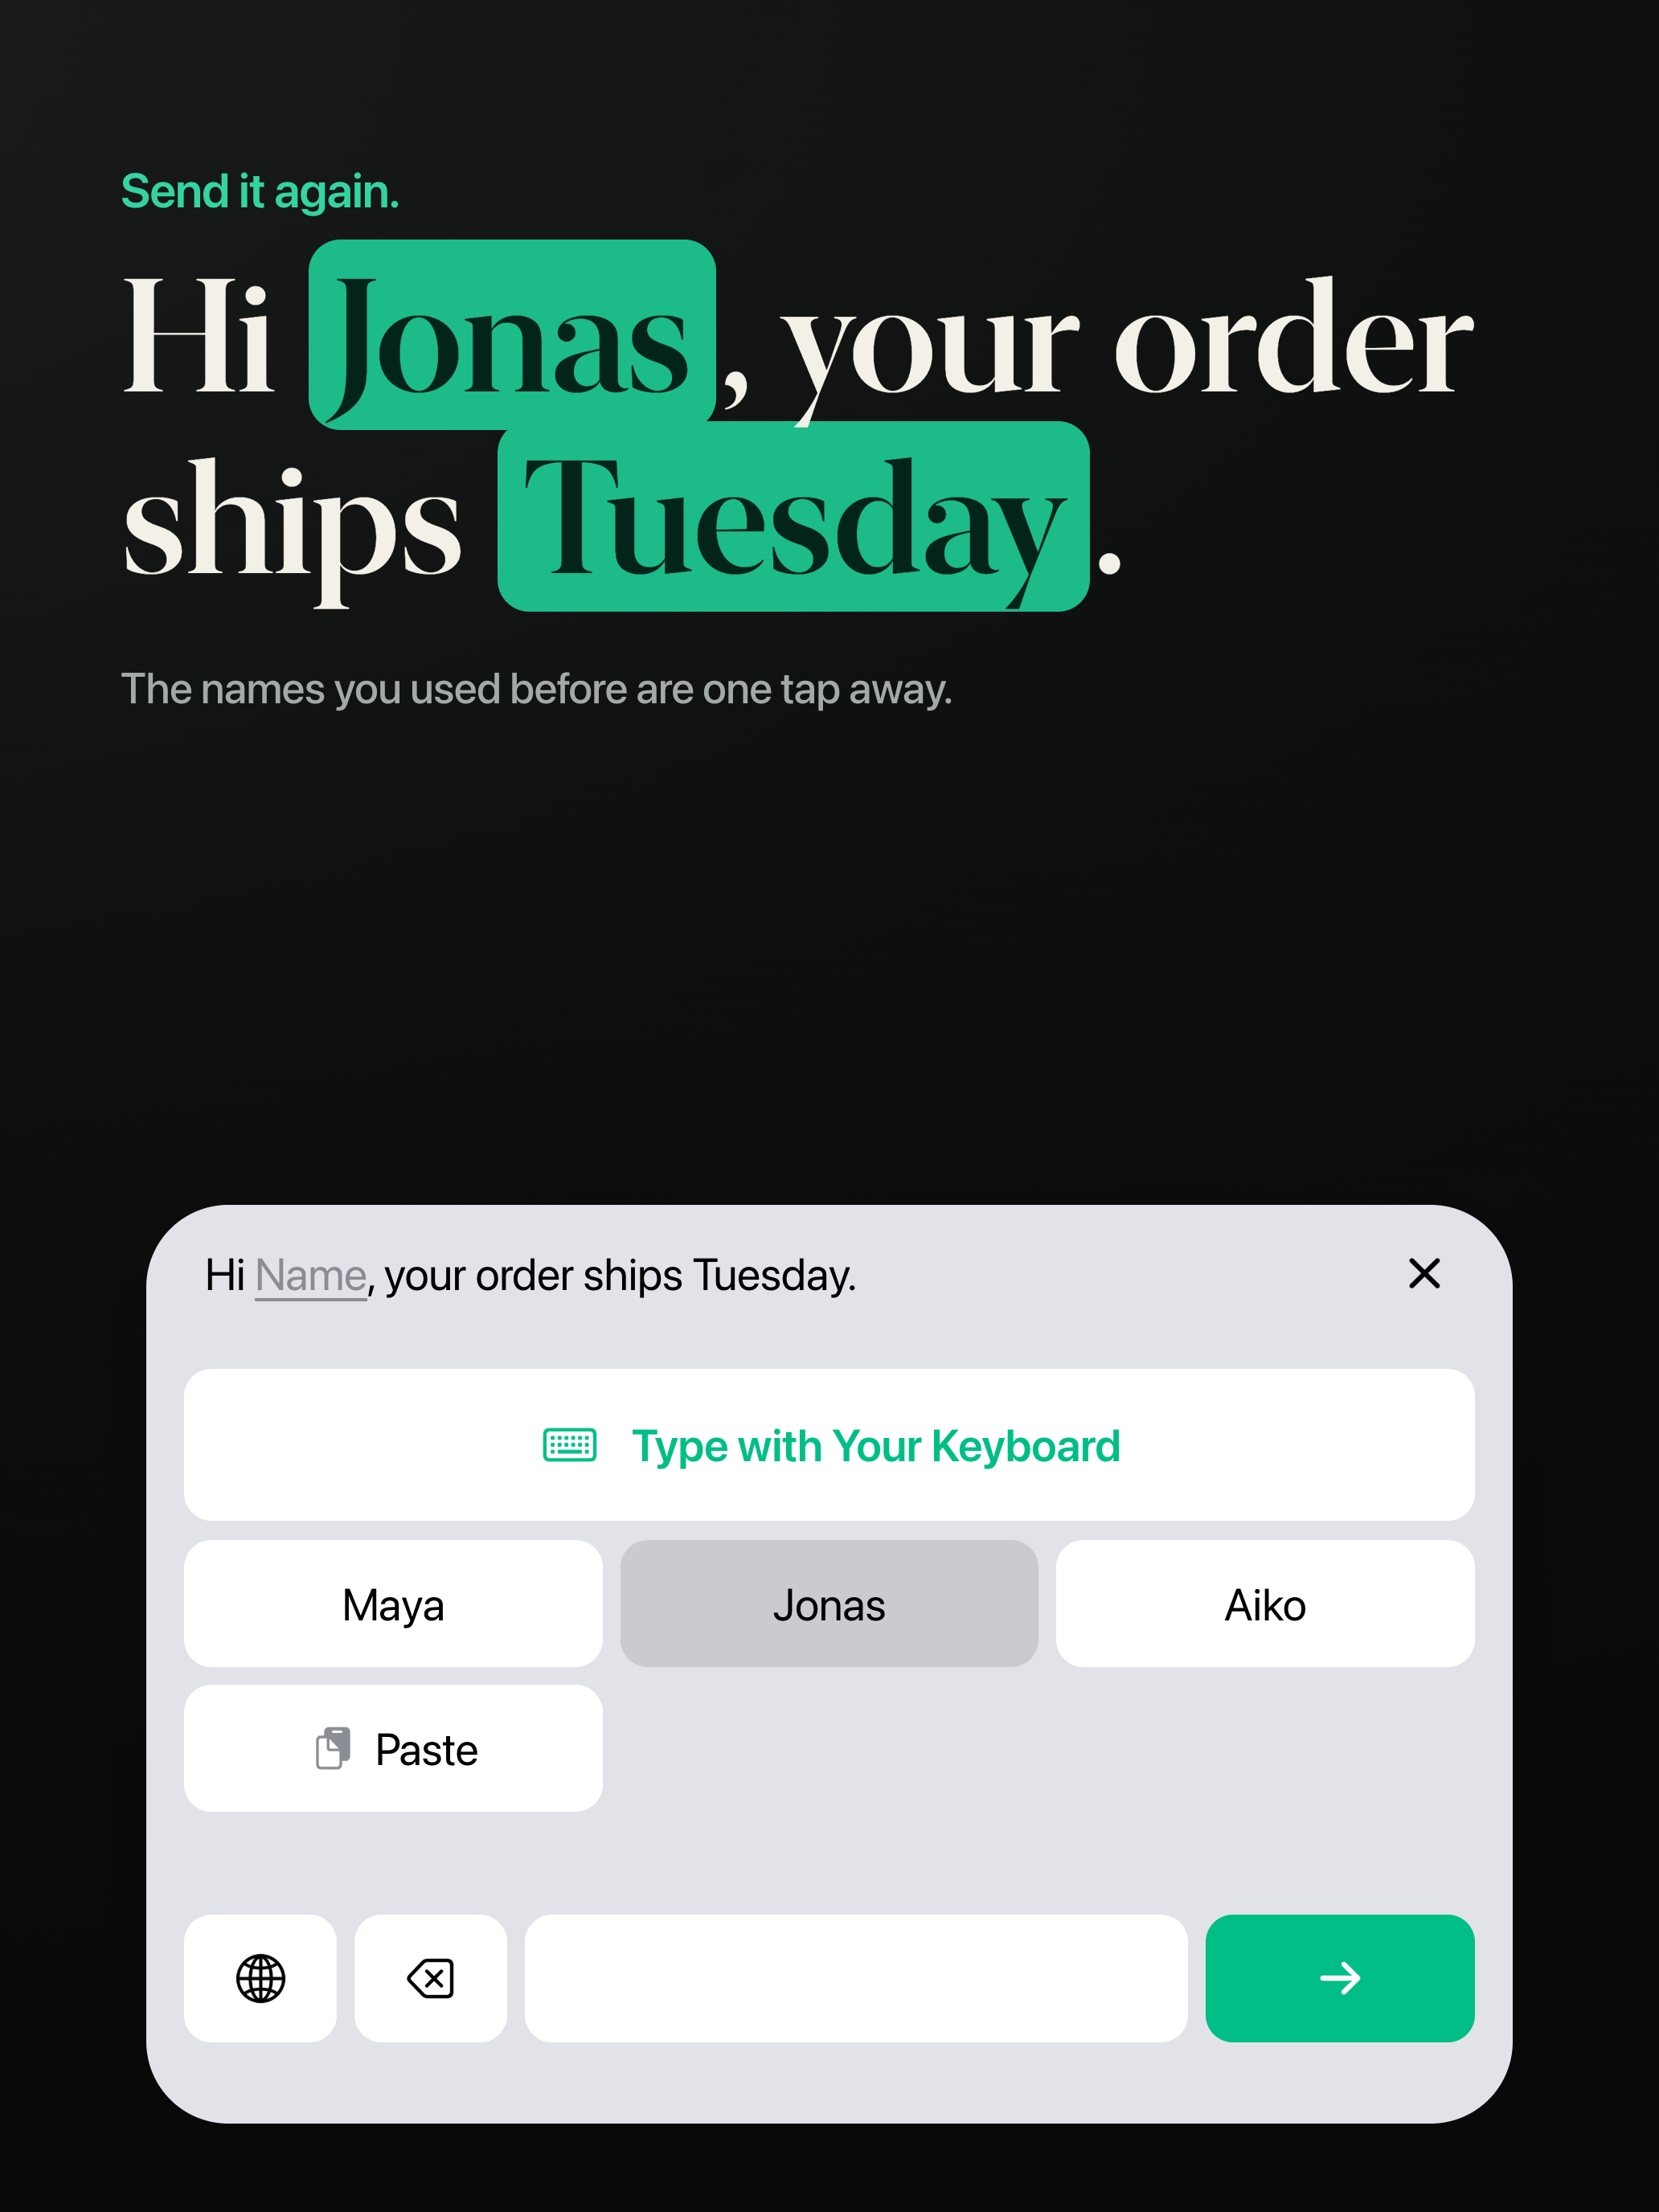 Send it again.
Hi Jonas, your order
ships Tuesday.
The names you used before are one tap away.
Hi Name, your order ships Tuesday.
Type with Your Keyboard
Maya
Jonas
Aiko
Paste